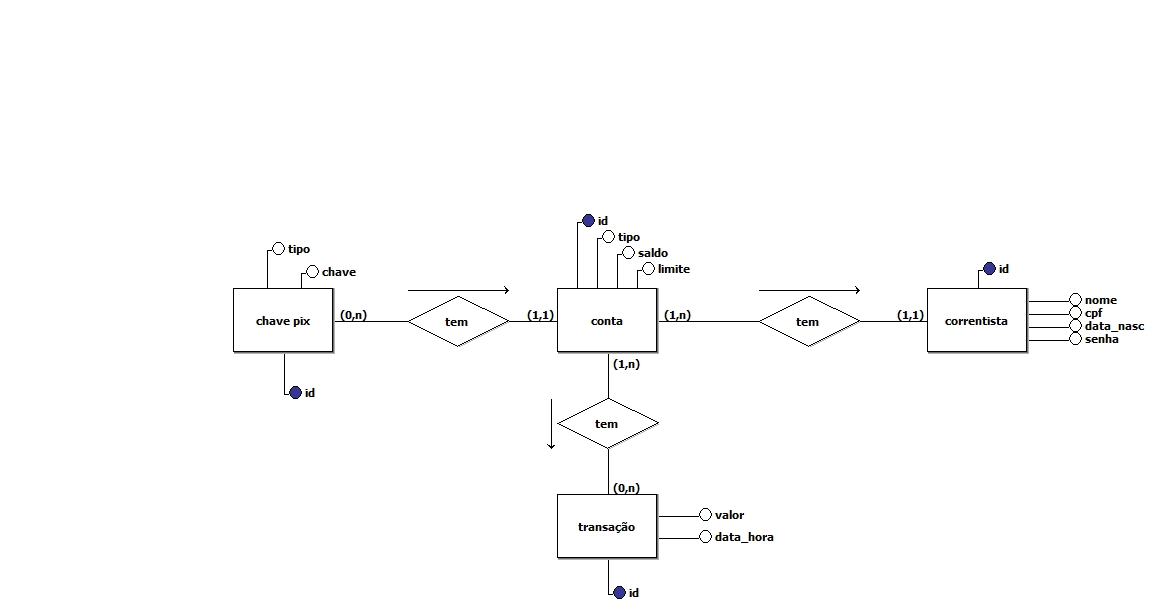 id
tipo
saldo
limite
tipo
chave
id
chave pix
(0,n)
tem
(1,1)
conta
(1,n)
tem
(1,1)
correntista
nome
cpf
data_nasc
senha
(1,n)
id
tem
(0,n)
transação
valor
data_hora
id